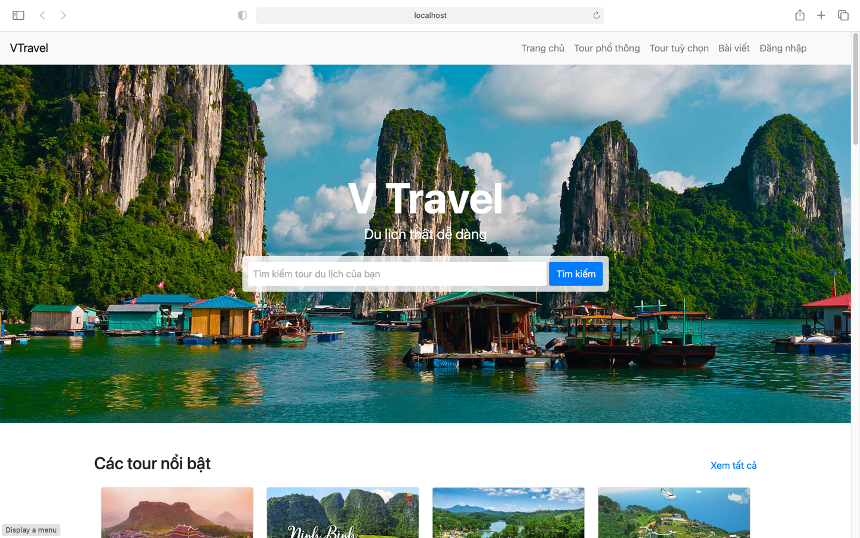 localhost
VTravel
Trang chủ Tour phổ thông Tour tuỳ chọn Bài viết Đăng nhập
V Travel
Du lịch thật dễ dàng
Tìm kiếm tour du lịch của bạn
Tìm kiếm
Các tour nổi bật
Xem tất cả
Ninh Bình
Display a menu